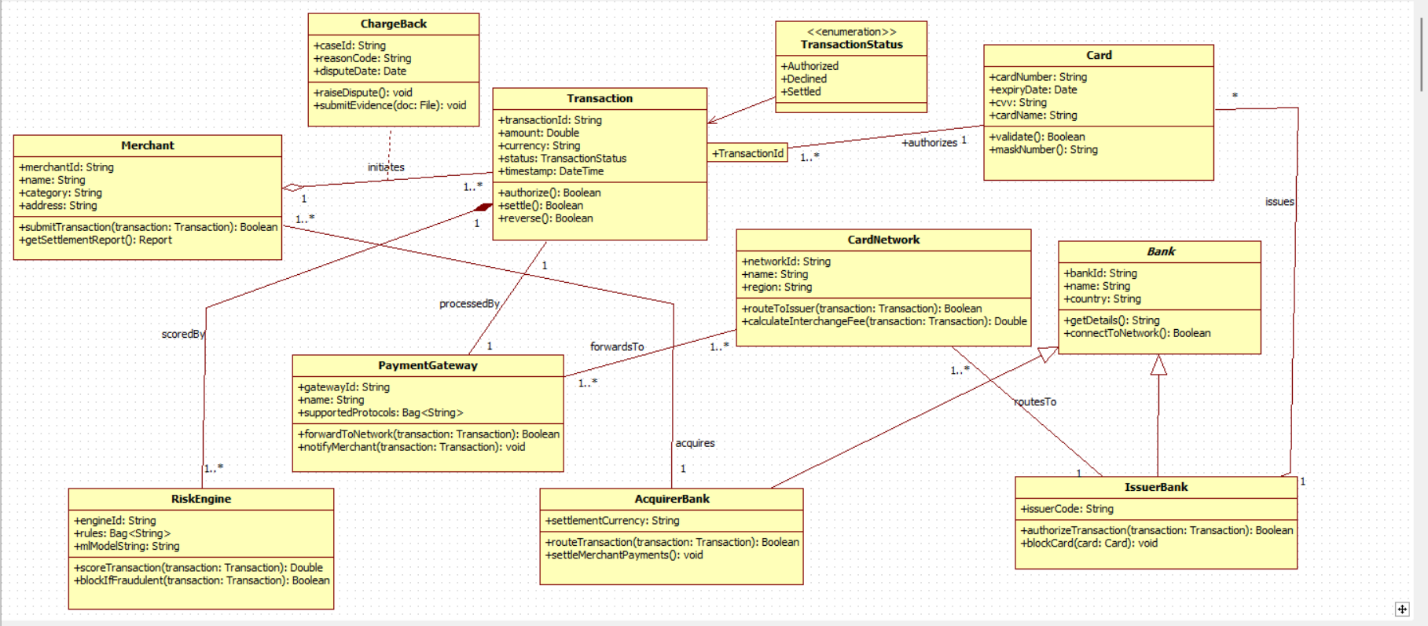 ChargeBack
+caseId: String
+reasonCode: String
+disputeDate: Date
+raiseDispute(): void
+submitEvidence(doc: File): void
<<enumeration>>
TransactionStatus
+Authorized
+Declined
+Settled
Card
+cardNumber: String
+expiryDate: Date
+cvv: String
+cardName: String
+validate(): Boolean
+maskNumber(): String
*
Transaction
+transactionId: String
+amount: Double
+currency: String
+status: TransactionStatus
+timestamp: DateTime
+authorize(): Boolean
+settle(): Boolean
+reverse(): Boolean
+TransactionId
1..*
+authorizes
1
Merchant
+merchantId: String
+name: String
+category: String
+address: String
+submitTransaction(transaction: Transaction): Boolean
+getSettlementReport(): Report
initiates
1
1..*
1..*
1
issues
CardNetwork
+networkId: String
+name: String
+region: String
+routeToIssuer(transaction: Transaction): Boolean
+calculateInterchangeFee(transaction: Transaction): Double
Bank
+bankId: String
+name: String
+country: String
+getDetails(): String
+connectToNetwork(): Boolean
1
processedBy
1
scoredBy
forwardsTo
1..*
1..*
PaymentGateway
+gatewayId: String
+name: String
+supportedProtocols: Bag<String>
+forwardToNetwork(transaction: Transaction): Boolean
+notifyMerchant(transaction: Transaction): void
1..*
routesTo
1
1
acquires
1
1..*
RiskEngine
+engineId: String
+rules: Bag<String>
+mlModelString: String
+scoreTransaction(transaction: Transaction): Double
+blockIfFraudulent(transaction: Transaction): Boolean
AcquirerBank
+settlementCurrency: String
+routeTransaction(transaction: Transaction): Boolean
+settleMerchantPayments(): void
IssuerBank
+issuerCode: String
+authorizeTransaction(transaction: Transaction): Boolean
+blockCard(card: Card): void